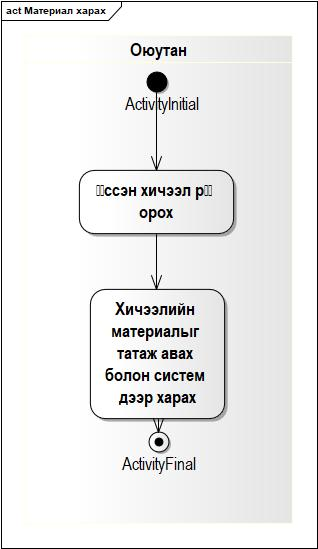 act Материал харах
Оюутан
ActivityInitial
хичээл
орох
Хичээлийн
материалыг
татаж авах
болон систем
дээр харах
ActivityFinal